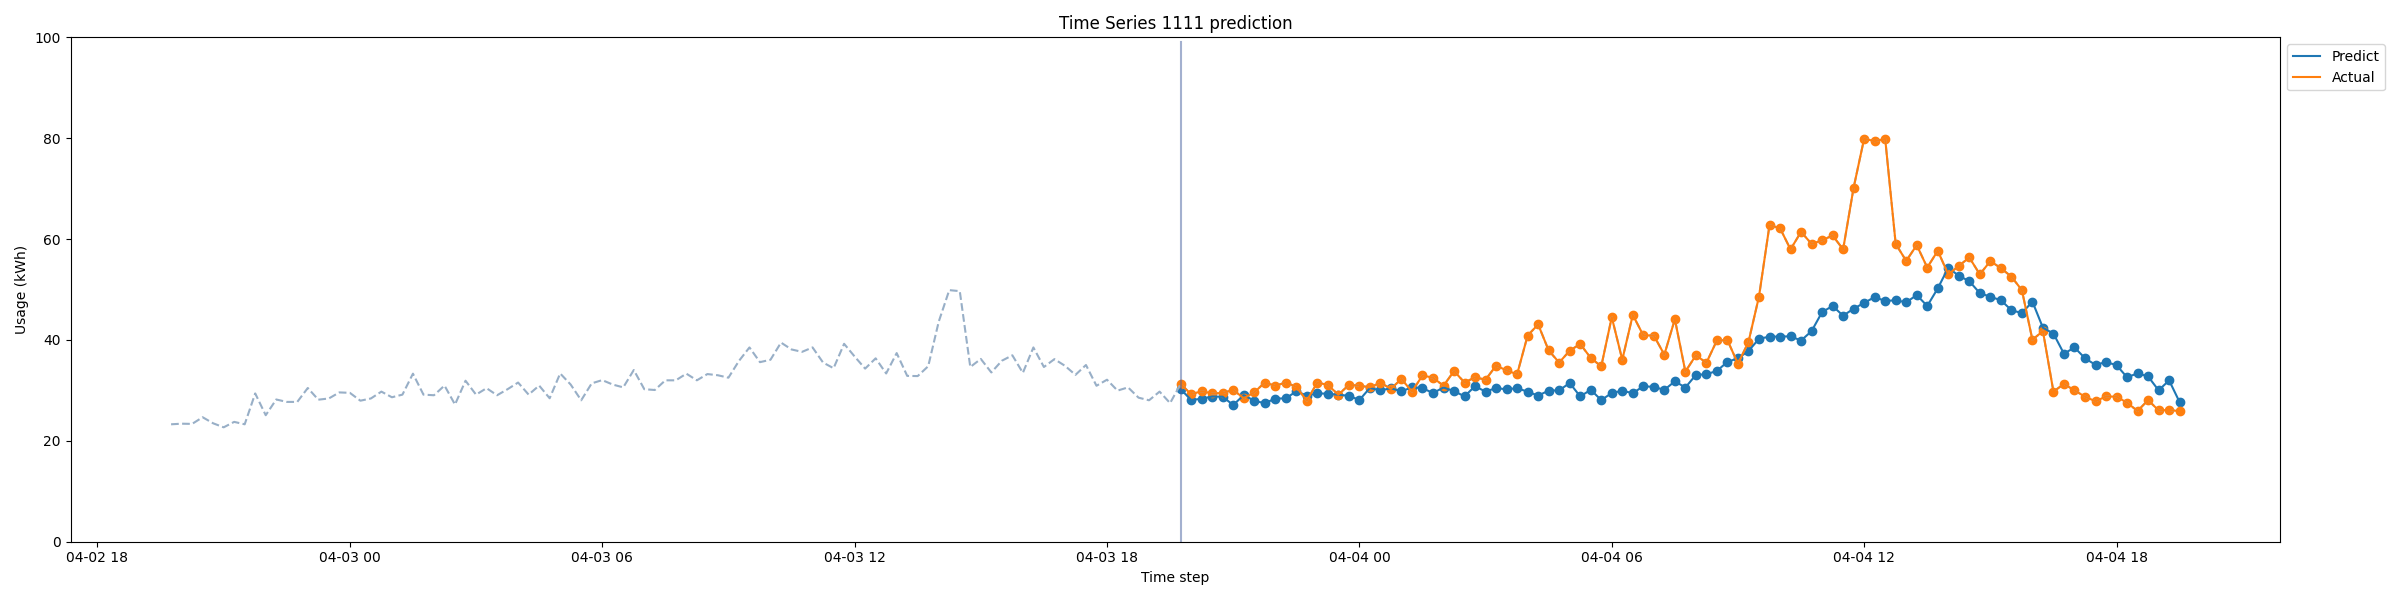 Time Series 1111 prediction
100
80
60
40
20
0
Usage (kWh)
Predict
Actual
04-02 18 04-03 00 04-03 06 04-03 12 04-03 18 04-04 00 04-04 06 04-04 12 04-04 18
Time step